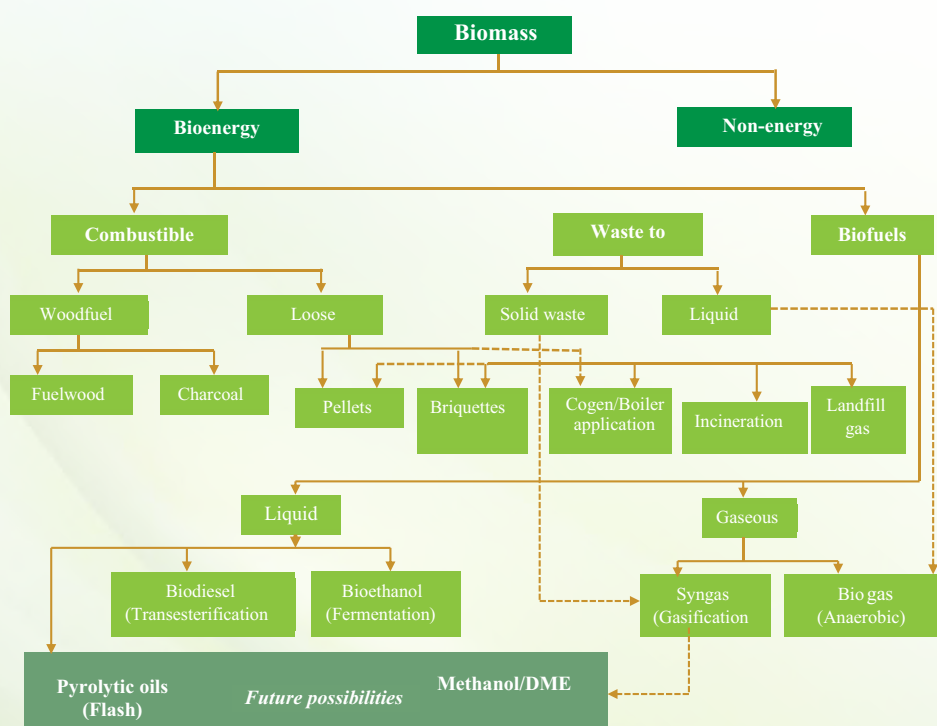 Biomass
Bioenergy
Non-energy
Combustible
Waste to
Biofuels
Woodfuel
Loose
Solid waste
Liquid
Fuelwood
Charcoal
Pellets
Briquettes
Cogen/Boiler
application
Incineration
Landfill
gas
Liquid
Gaseous
Biodiesel
(Transesterification
Bioethanol
(Fermentation)
Syngas
(Gasification
Bio gas
(Anaerobic)
Pyrolytic oils
(Flash)
Future possibilities
Methanol/DME